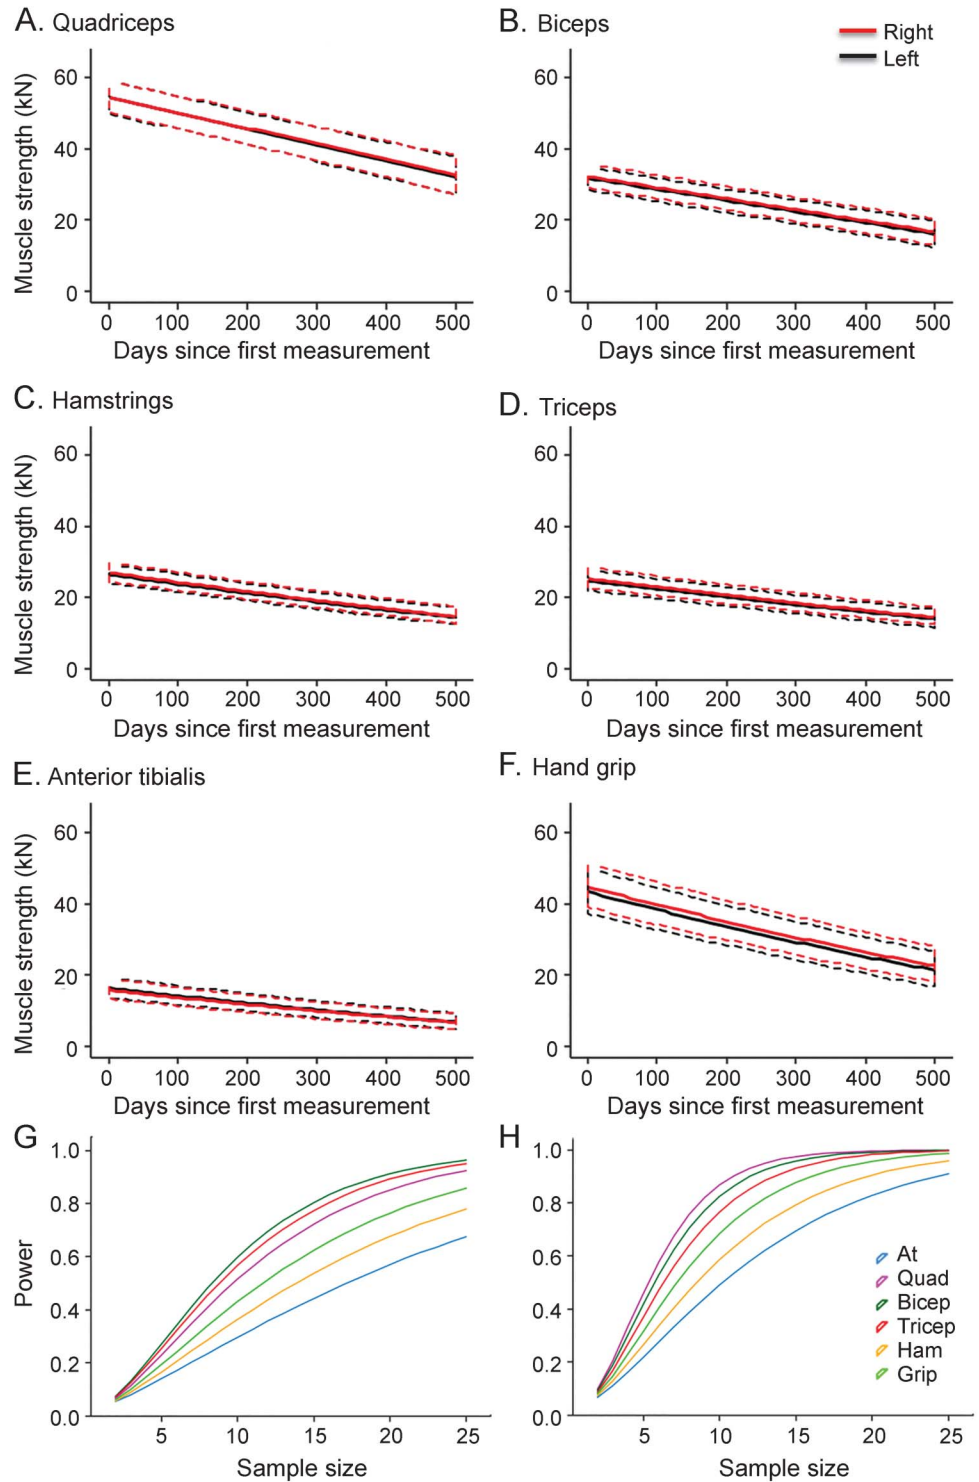 A. Quadriceps
B. Biceps
Right
Left
Muscle strength (kN)
60
40
20
0
0 100 200 300 400 500
Days since first measurement
60
40
20
0
0 100 200 300 400 500
Days since first measurement
C. Hamstrings
D. Triceps
Muscle strength (kN)
60
40
20
0
0 100 200 300 400 500
Days since first measurement
60
40
20
0
0 100 200 300 400 500
Days since first measurement
E. Anterior tibialis
F. Hand grip
Muscle strength (kN)
60
40
20
0
0 100 200 300 400 500
Days since first measurement
60
40
20
0
0 100 200 300 400 500
Days since first measurement
G
Power
1.0
0.8
0.6
0.4
0.2
0.0
5 10 15 20 25
Sample size
H
1.0
0.8
0.6
0.4
0.2
0.0
At
Quad
Bicep
Tricep
Ham
Grip
5 10 15 20 25
Sample size